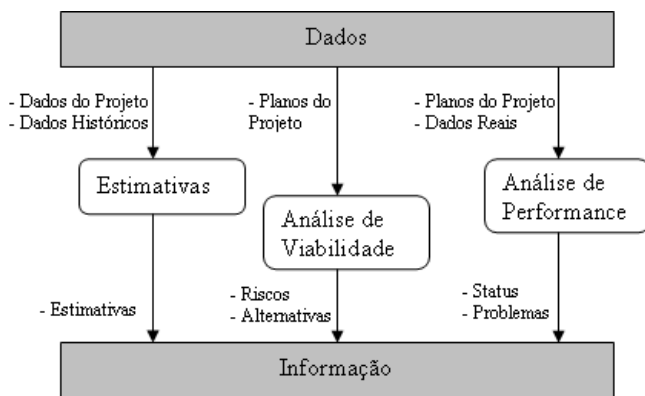 Dados
- Dados do Projeto
- Dados Históricos
- Planos do
Projeto
- Planos do Projeto
- Dados Reais
Estimativas
Análise de
Viabilidade
Análise de
Performance
- Estimativas
- Riscos
- Alternativas
- Status
- Problemas
Informação